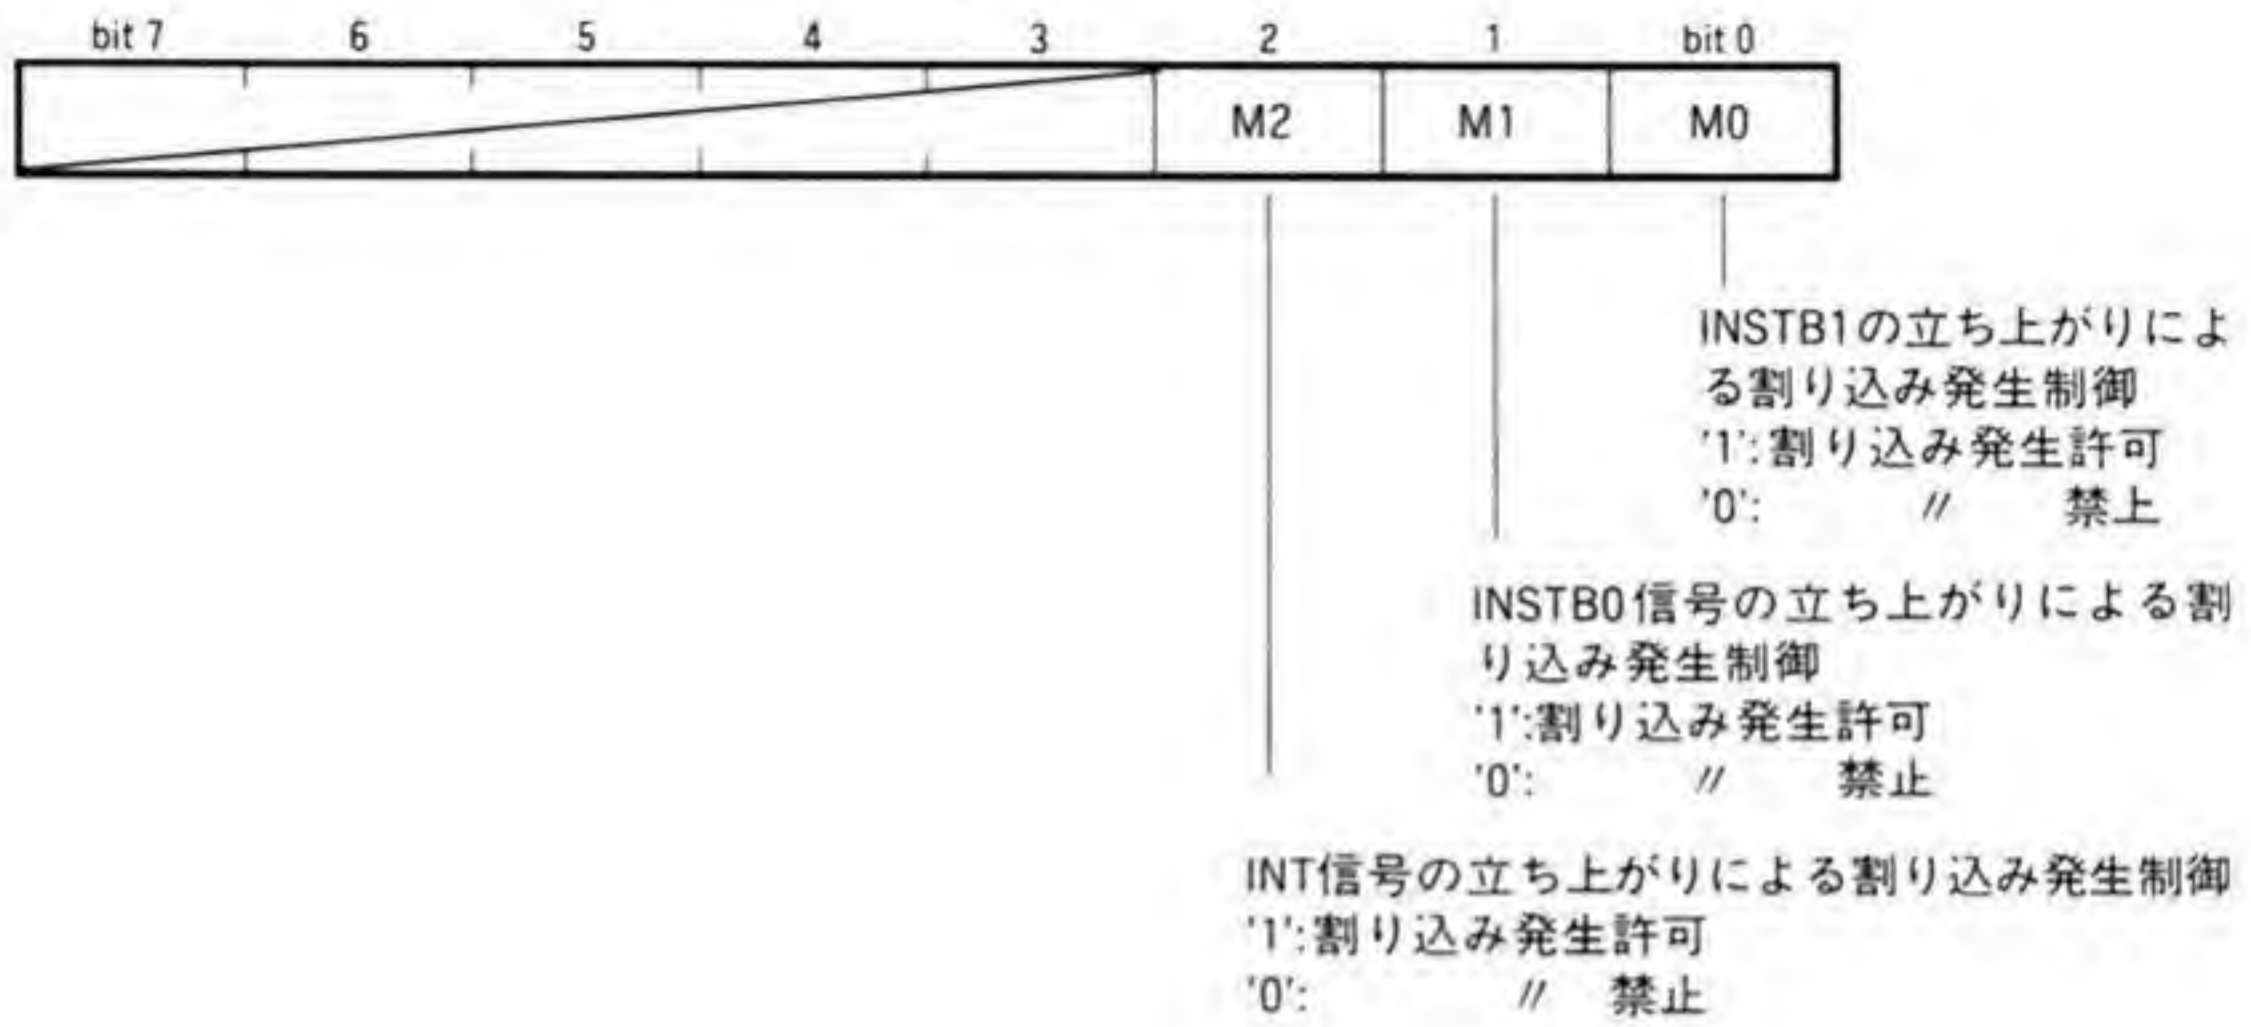 bit 7 6 5 4 3 2 1 bit 0
M2 M1 M0
INSTB1の立ち上がりによ
る割り込み発生制御
'1':割り込み発生許可
'0': 〃 禁上
INSTB0信号の立ち上がりによる割
り込み発生制御
'1':割り込み発生許可
'0': 〃 禁止
INT信号の立ち上がりによる割り込み発生制御
'1':割り込み発生許可
'0': 〃 禁止